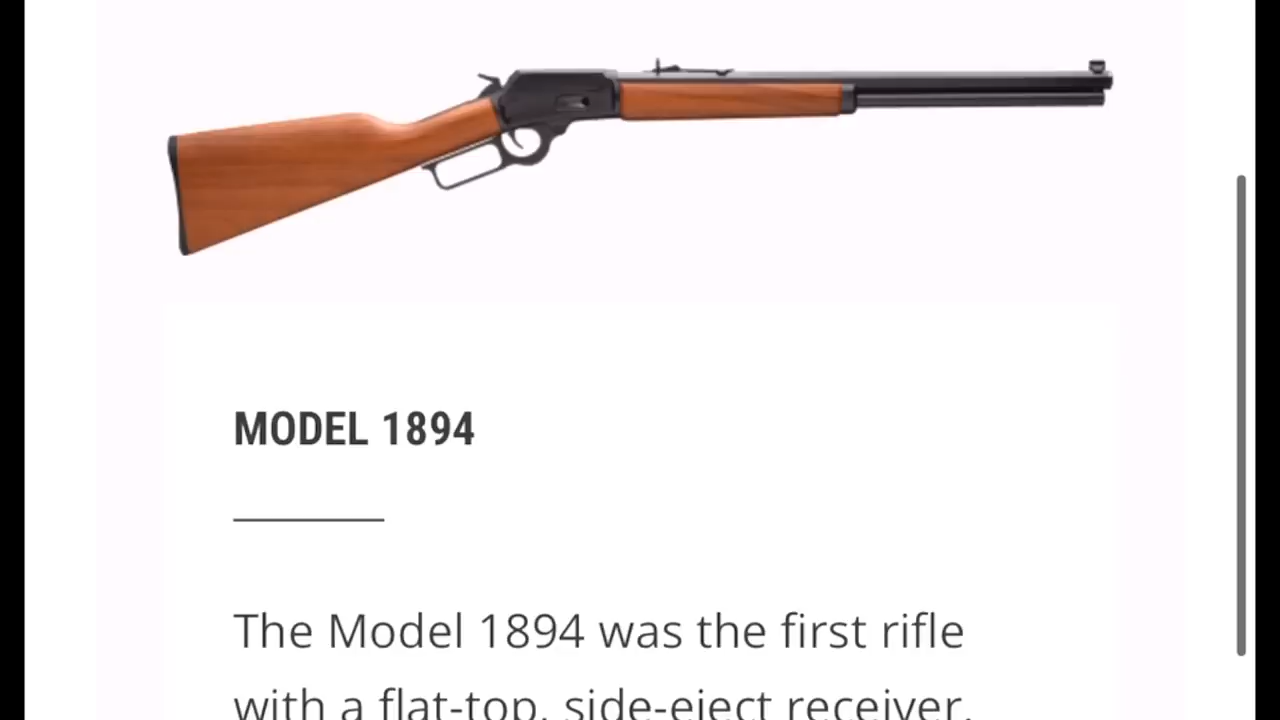 MODEL 1894
The Model 1894 was the first rifle
with a flat-top, side-eject receiver.